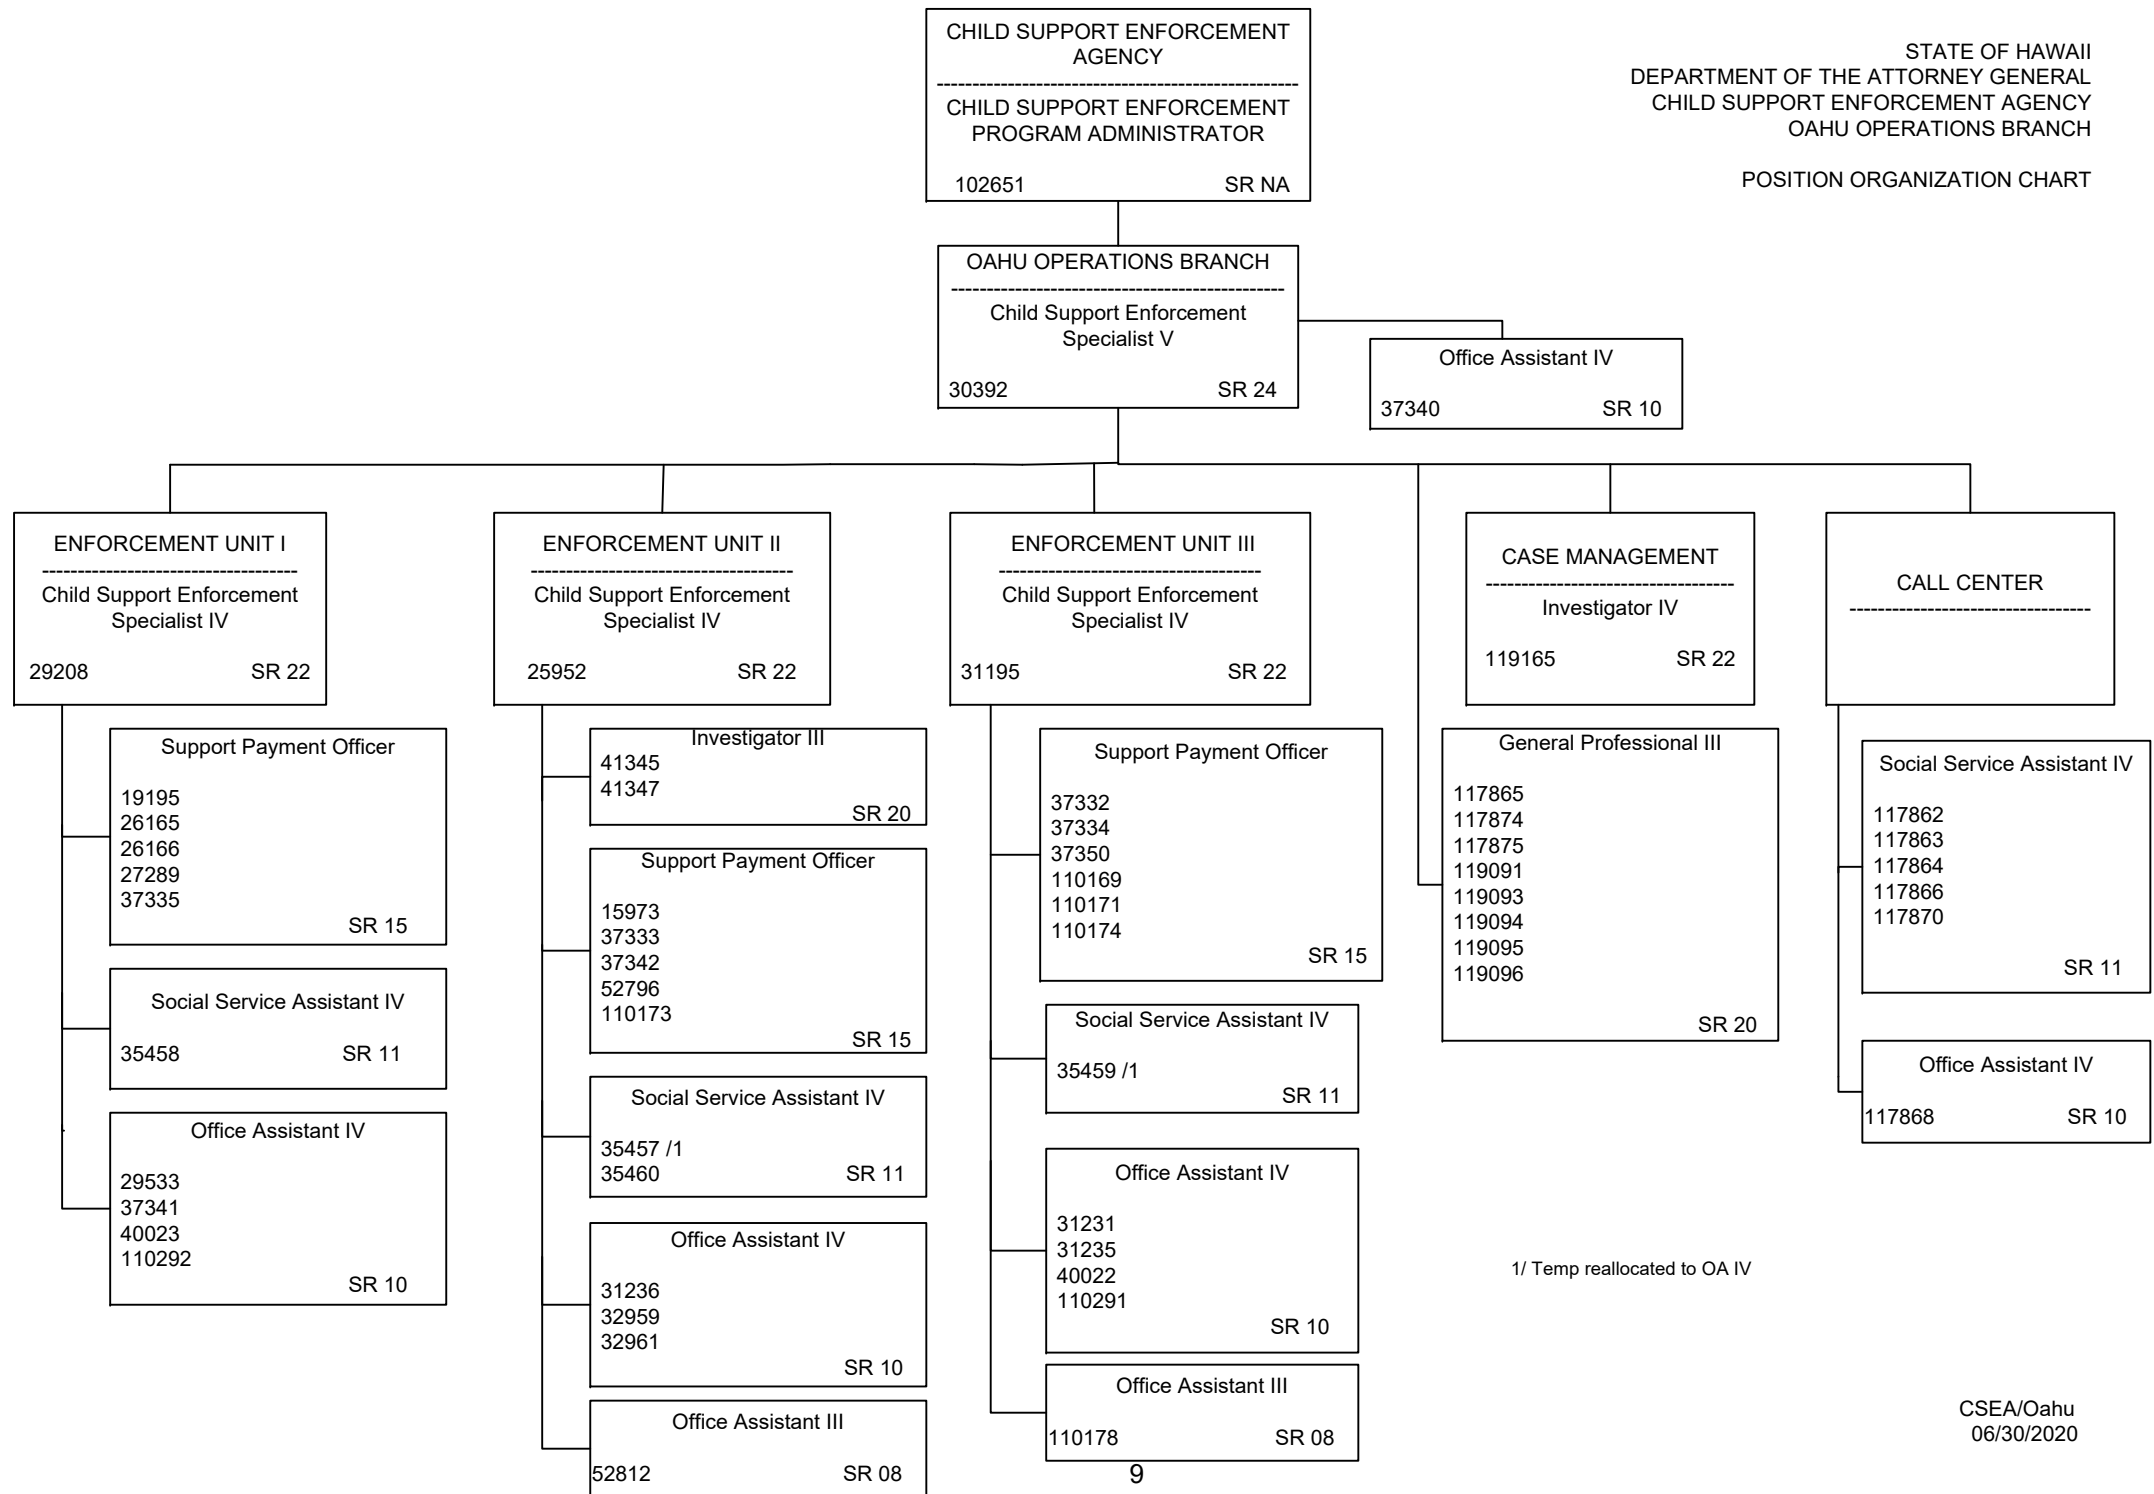 CHILD SUPPORT ENFORCEMENT
AGENCY
---------------------------------------------------
CHILD SUPPORT ENFORCEMENT
PROGRAM ADMINISTRATOR
102651 SR NA
STATE OF HAWAII
DEPARTMENT OF THE ATTORNEY GENERAL
CHILD SUPPORT ENFORCEMENT AGENCY
OAHU OPERATIONS BRANCH
POSITION ORGANIZATION CHART
OAHU OPERATIONS BRANCH
-----------------------------------------------
Child Support Enforcement
Specialist V
30392 SR 24
Office Assistant IV
37340 SR 10
ENFORCEMENT UNIT I
------------------------------------
Child Support Enforcement
Specialist IV
29208 SR 22
Support Payment Officer
19195
26165
26166
27289
37335
SR 15
Social Service Assistant IV
35458 SR 11
Office Assistant IV
29533
37341
40023
110292
SR 10
ENFORCEMENT UNIT II
-------------------------------------
Child Support Enforcement
Specialist IV
25952 SR 22
Investigator III
41345
41347
SR 20
Support Payment Officer
15973
37333
37342
52796
110173
SR 15
Social Service Assistant IV
35457 /1
35460 SR 11
Office Assistant IV
31236
32959
32961
SR 10
Office Assistant III
52812 SR 08
ENFORCEMENT UNIT III
-------------------------------------
Child Support Enforcement
Specialist IV
31195 SR 22
Support Payment Officer
37332
37334
37350
110169
110171
110174
SR 15
Social Service Assistant IV
35459 /1
SR 11
Office Assistant IV
31231
31235
40022
110291
SR 10
Office Assistant III
110178 SR 08
CASE MANAGEMENT
-----------------------------------
Investigator IV
119165 SR 22
General Professional III
117865
117874
117875
119091
119093
119094
119095
119096
SR 20
CALL CENTER
----------------------------------
Social Service Assistant IV
117862
117863
117864
117866
117870
SR 11
Office Assistant IV
117868 SR 10
1/ Temp reallocated to OA IV
CSEA/Oahu
06/30/2020
9